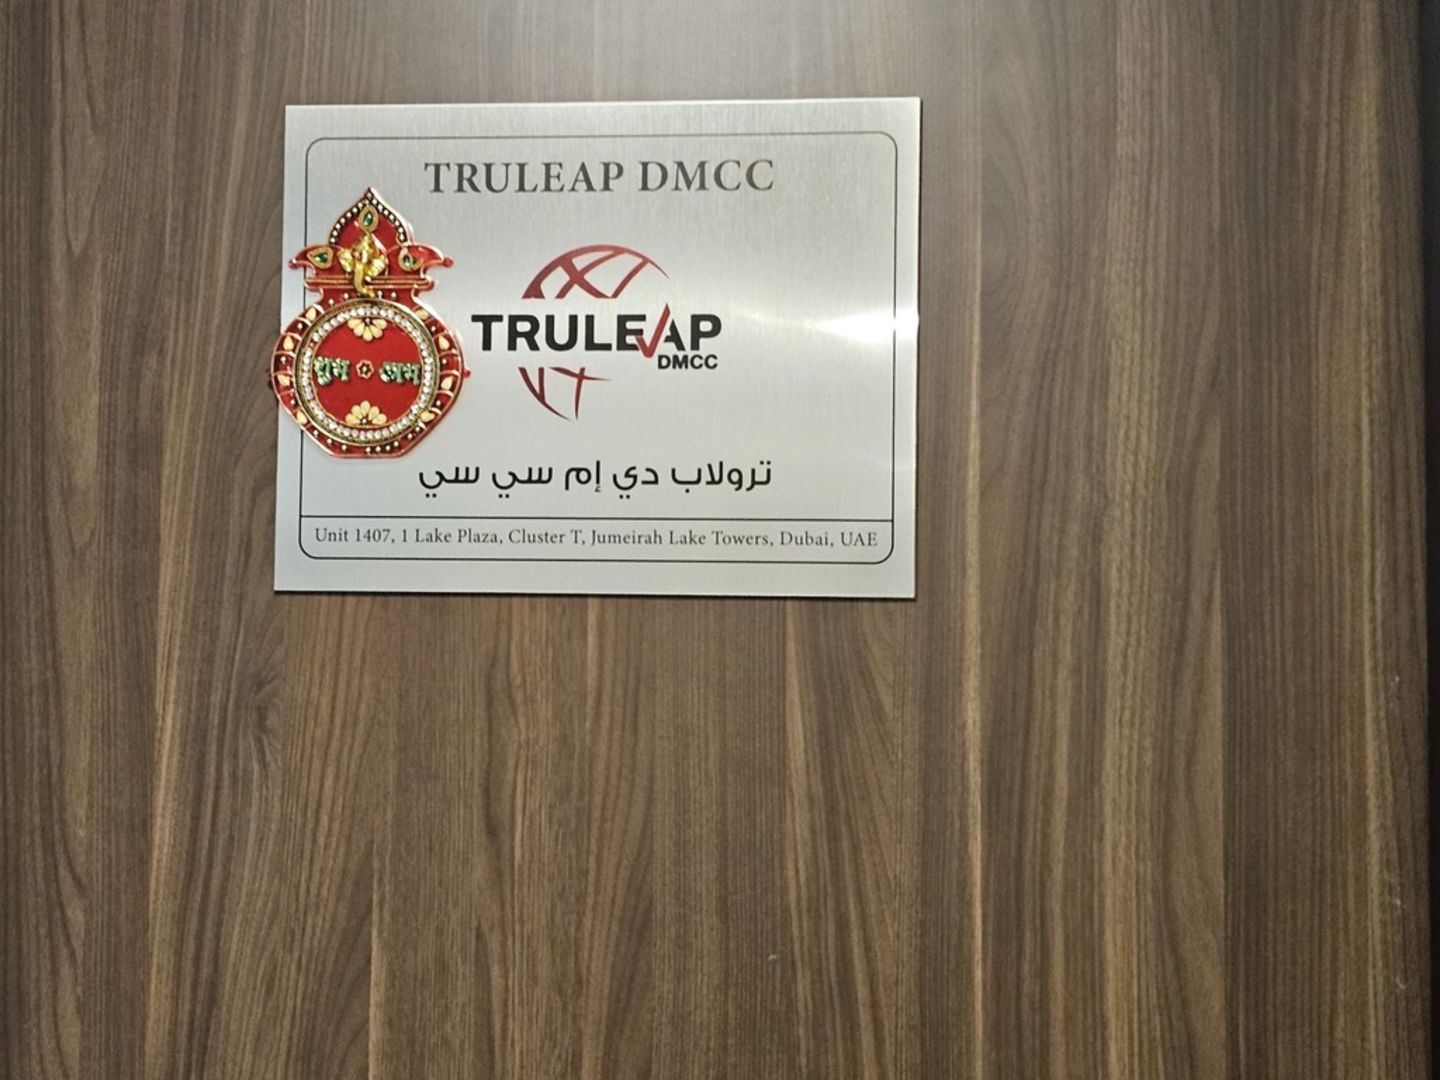 TRULEAP DMCC
TRULEAP
DMCC
शुभ लाभ
ترولاب دي إم سي سي
Unit 1407, 1 Lake Plaza, Cluster T, Jumeirah Lake Towers, Dubai, UAE